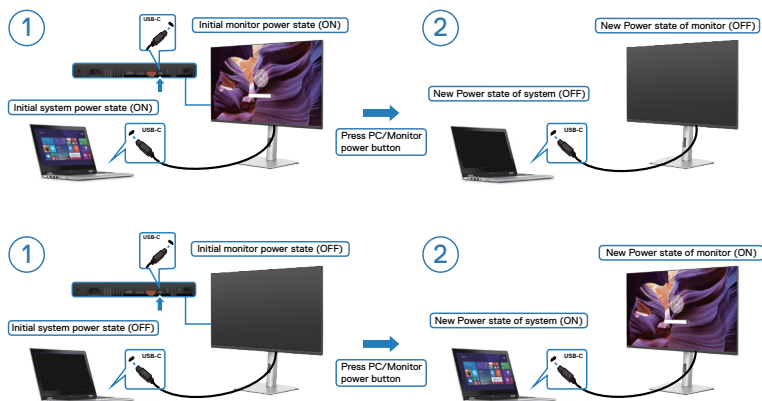 1
USB-C
Initial monitor power state (ON)
2
New Power state of monitor (OFF)
Initial system power state (ON)
USB-C
New Power state of system (OFF)
USB-C
Press PC/Monitor
power button
1
USB-C
Initial monitor power state (OFF)
2
New Power state of monitor (ON)
Initial system power state (OFF)
USB-C
New Power state of system (ON)
USB-C
Press PC/Monitor
power button